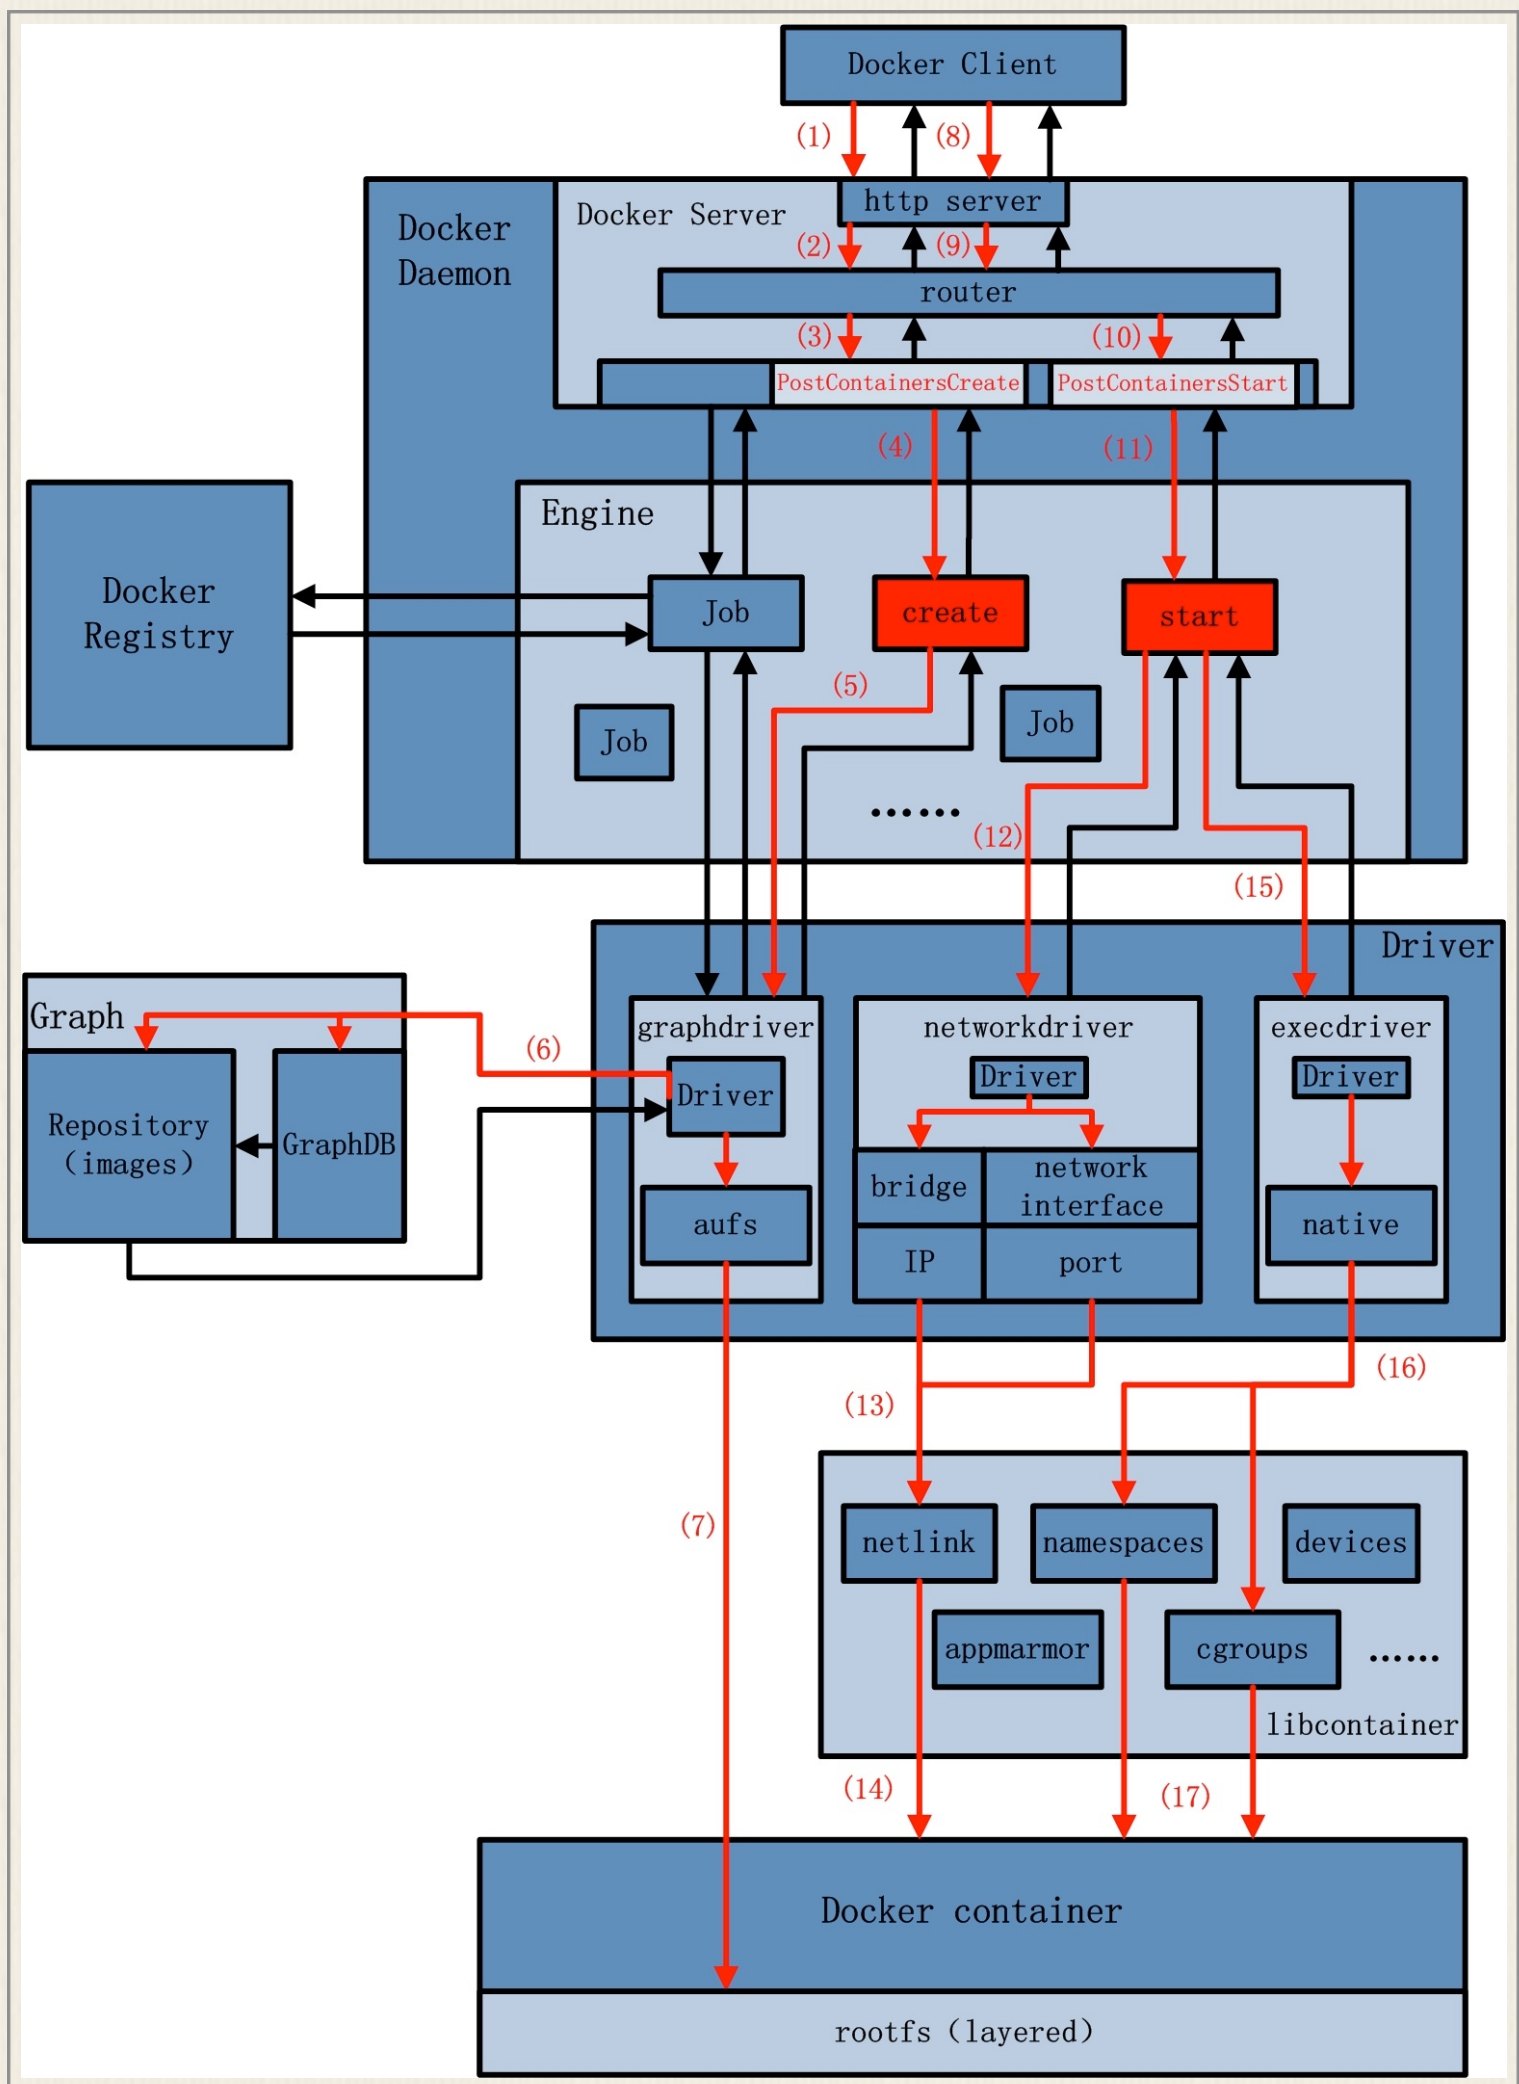 Docker Client
(1)
(8)
http server
Docker Server
Docker
Daemon
(2)
(9)
router
(3)
(10)
PostContainersCreate
PostContainersStart
(4)
(11)
Engine
Docker
Registry
Job
create
start
(5)
Job
Job
......
(12)
(15)
Driver
Graph
graphdriver
networkdriver
execdriver
(6)
Driver
Driver
Driver
Repository
(images)
GraphDB
bridge
network
interface
aufs
native
IP
port
(16)
(13)
(7)
netlink
namespaces
devices
appmarmor
cgroups
......
libcontainer
(14)
(17)
Docker container
rootfs (layered)